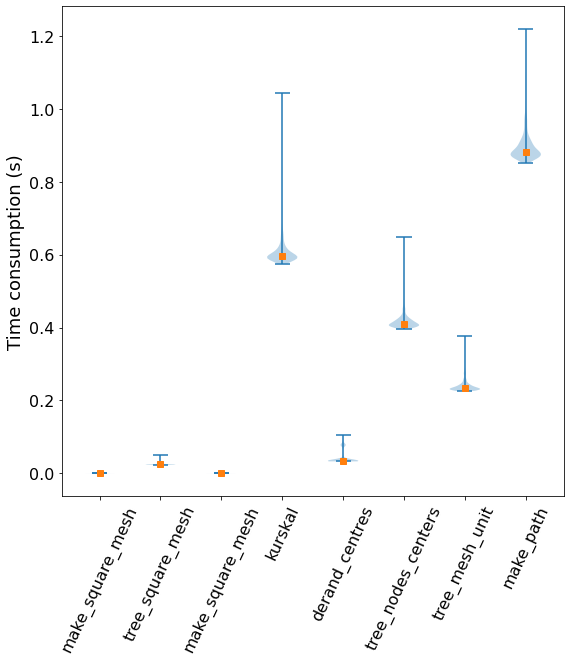 Time consumption (s)
1.2
1.0
0.8
0.6
0.4
0.2
0.0
make_square_mesh
tree_square_mesh
make_square_mesh
kurskal
derand_centres
tree_nodes_centers
tree_mesh_unit
make_path